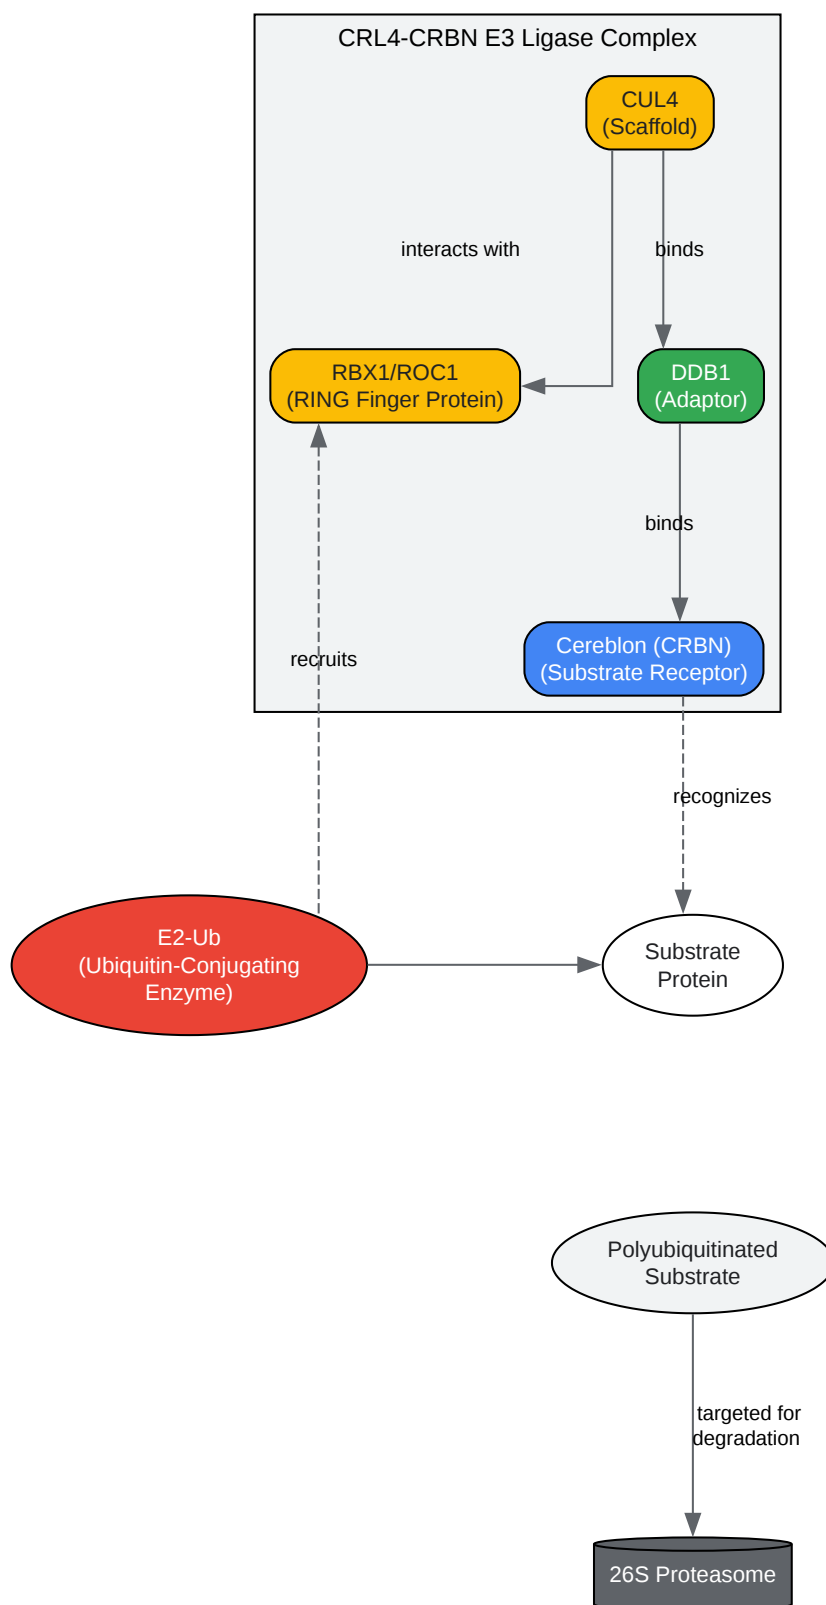 CRL4-CRBN E3 Ligase Complex
CUL4
(Scaffold)
interacts with
binds
RBX1/ROC1
(RING Finger Protein)
DDB1
(Adaptor)
binds
Cereblon (CRBN)
(Substrate Receptor)
recruits
recognizes
E2-Ub
(Ubiquitin-Conjugating
Enzyme)
Substrate
Protein
Polyubiquitinated
Substrate
targeted for
degradation
26S Proteasome